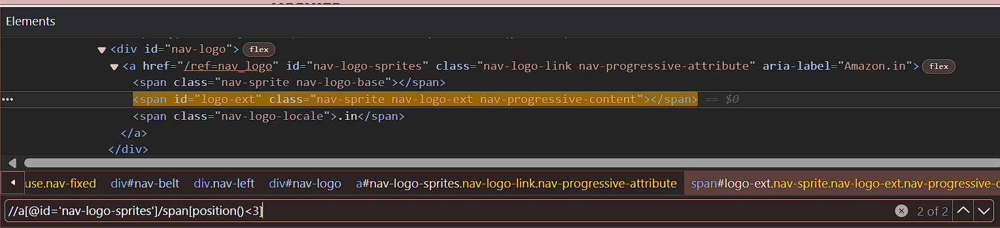 Elements
<div id="nav-logo"> flex
<a href="/ref=nav_logo" id="nav-logo-sprites" class="nav-logo-link nav-progressive-attribute" aria-label="Amazon.in"> flex
<span class="nav-sprite nav-logo-base"></span>
<span id="logo-ext" class="nav-sprite nav-logo-ext nav-progressive-content"></span> == $0
<span class="nav-logo-locale">.in</span>
</a>
</div>
use.nav-fixed div#nav-belt div.nav-left div#nav-logo a#nav-logo-sprites.nav-logo-link.nav-progressive-attribute span#logo-ext.nav-sprite.nav-logo-ext.nav-progressive-c
//a[@id='nav-logo-sprites']/span[position()<3] 2 of 2